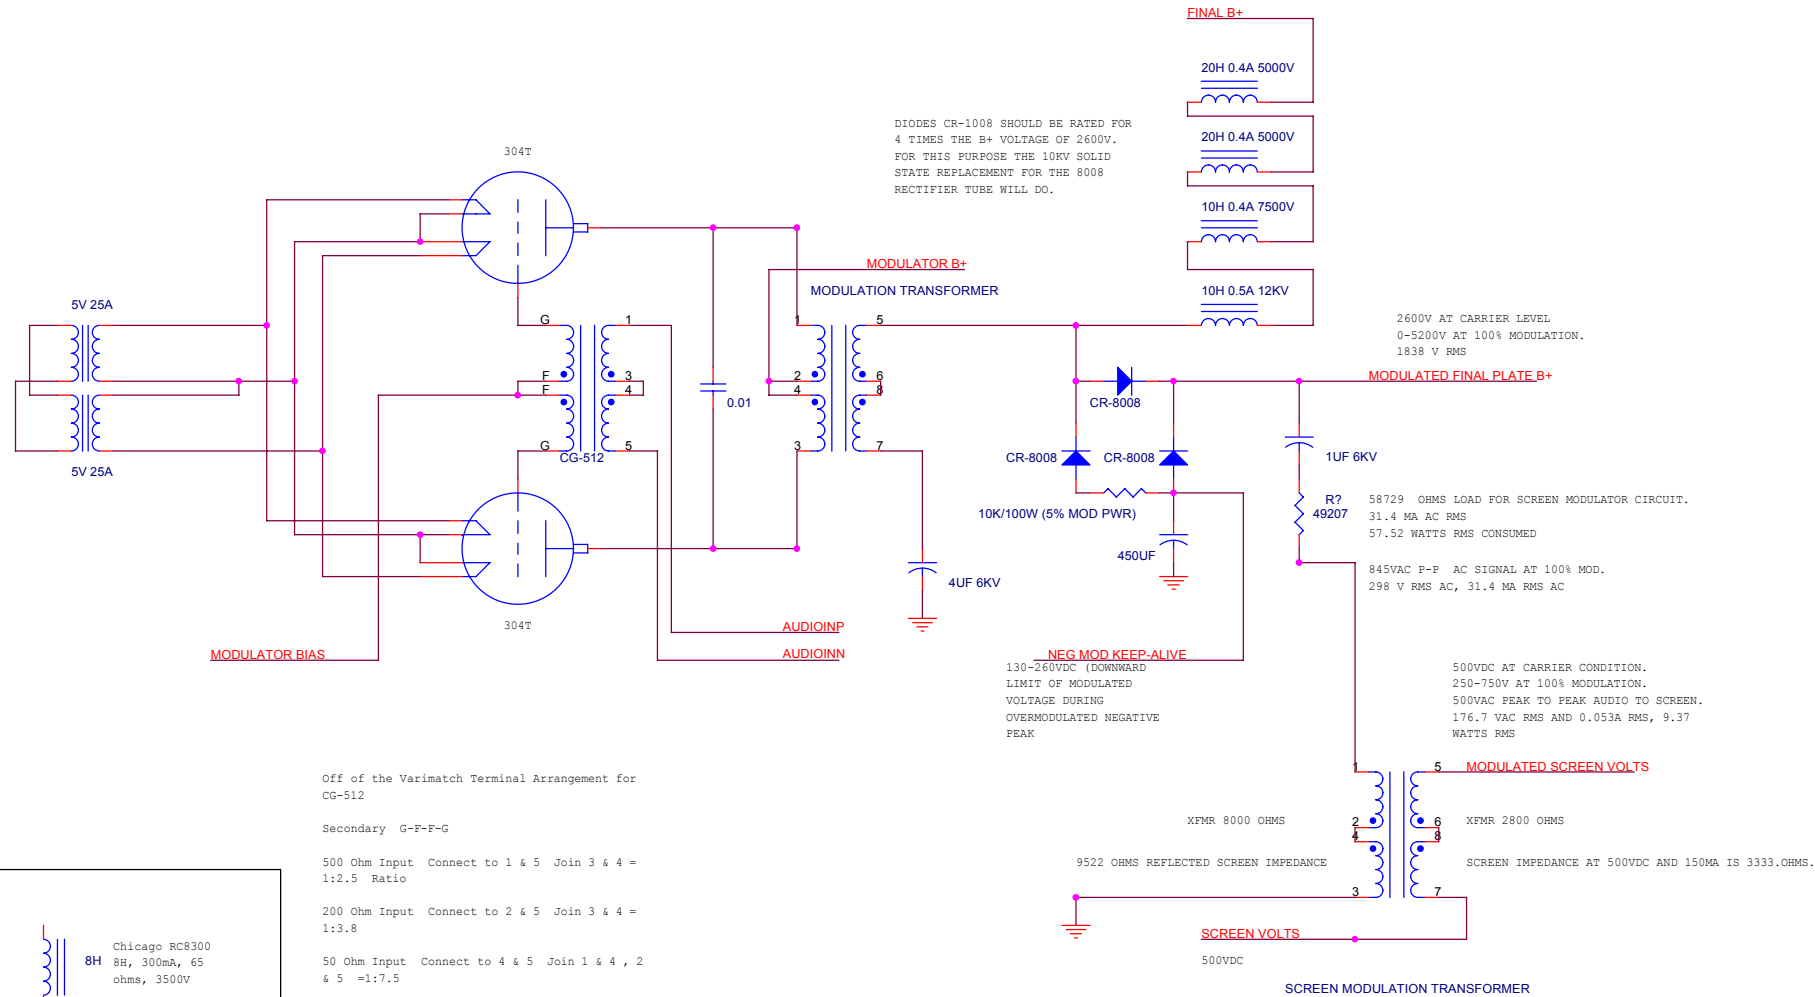 FINAL B+
20H 0.4A 5000V
20H 0.4A 5000V
10H 0.4A 7500V
10H 0.5A 12KV
DIODES CR-1008 SHOULD BE RATED FOR
4 TIMES THE B+ VOLTAGE OF 2600V.
FOR THIS PURPOSE THE 10KV SOLID
STATE REPLACEMENT FOR THE 8008
RECTIFIER TUBE WILL DO.
304T
MODULATOR B+
MODULATION TRANSFORMER
5V 25A
5V 25A
G
F
F
G
1
3
4
5
CG-512
0.01
1
2
4
3
5
6
8
7
2600V AT CARRIER LEVEL
0-5200V AT 100% MODULATION.
1838 V RMS
MODULATED FINAL PLATE B+
CR-8008
CR-8008
CR-8008
10K/100W (5% MOD PWR)
450UF
4UF 6KV
1UF 6KV
R?
49207
58729 OHMS LOAD FOR SCREEN MODULATOR CIRCUIT.
31.4 MA AC RMS
57.52 WATTS RMS CONSUMED
845VAC P-P AC SIGNAL AT 100% MOD.
298 V RMS AC, 31.4 MA RMS AC
304T
AUDIOINP
AUDIOINN
MODULATOR BIAS
NEG MOD KEEP-ALIVE
130-260VDC (DOWNWARD
LIMIT OF MODULATED
VOLTAGE DURING
OVERMODULATED NEGATIVE
PEAK
500VDC AT CARRIER CONDITION.
250-750V AT 100% MODULATION.
500VAC PEAK TO PEAK AUDIO TO SCREEN.
176.7 VAC RMS AND 0.053A RMS, 9.37
WATTS RMS
1
2
4
3
5
6
8
7
MODULATED SCREEN VOLTS
XFMR 8000 OHMS
XFMR 2800 OHMS
9522 OHMS REFLECTED SCREEN IMPEDANCE
SCREEN IMPEDANCE AT 500VDC AND 150MA IS 3333.OHMS.
SCREEN VOLTS
500VDC
SCREEN MODULATION TRANSFORMER
Off of the Varimatch Terminal Arrangement for
CG-512
Secondary G-F-F-G
500 Ohm Input Connect to 1 & 5 Join 3 & 4 =
1:2.5 Ratio
200 Ohm Input Connect to 2 & 5 Join 3 & 4 =
1:3.8
50 Ohm Input Connect to 4 & 5 Join 1 & 4 , 2
& 5 =1:7.5
8H
Chicago RC8300
8H, 300mA, 65
ohms, 3500V